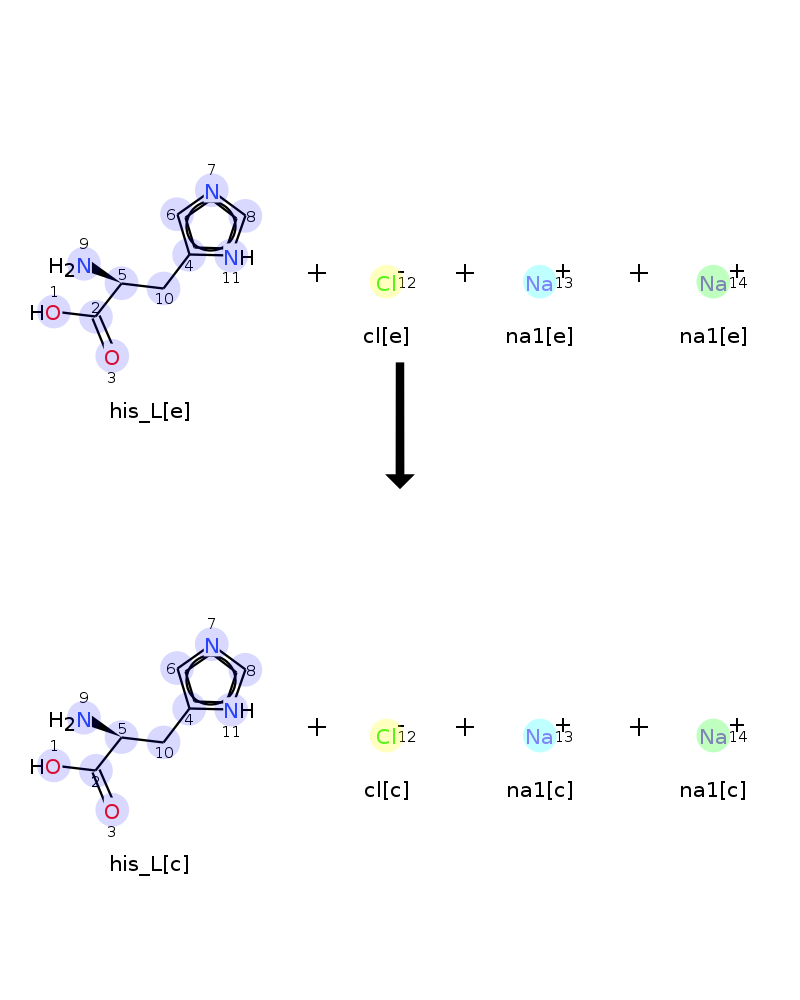 7
6
8
9
H₂N
5
4
NH
11
1
HO
2
10
O
3
N
+
Cl
-
12
+
Na
+
13
+
Na
+
14
his_L[e]
cl[e]
na1[e]
na1[e]
7
N
6
8
9
H₂N
5
4
NH
11
1
HO
2
10
O
3
+
Cl
-
12
+
Na
+
13
+
Na
+
14
his_L[c]
cl[c]
na1[c]
na1[c]